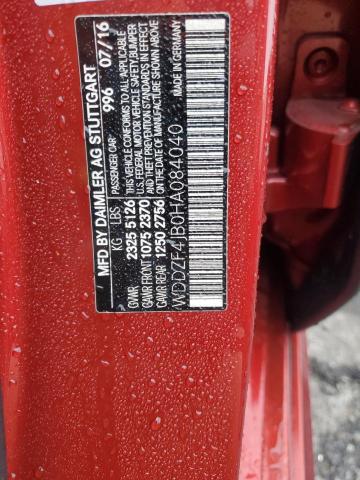 MFD BY DAIMLER AG STUTTGART
996 07/16
PASSENGER CAR
KG LBS
GVWR 2325 5126
GAWR FRONT 1075 2370
GAWR REAR 1250 2756
THIS VEHICLE CONFORMS TO ALL APPLICABLE
U.S. FEDERAL MOTOR VEHICLE SAFETY, BUMPER,
AND THEFT PREVENTION STANDARDS IN EFFECT
ON THE DATE OF MANUFACTURE SHOWN ABOVE
WDDZF4JB0HA084040
MADE IN GERMANY